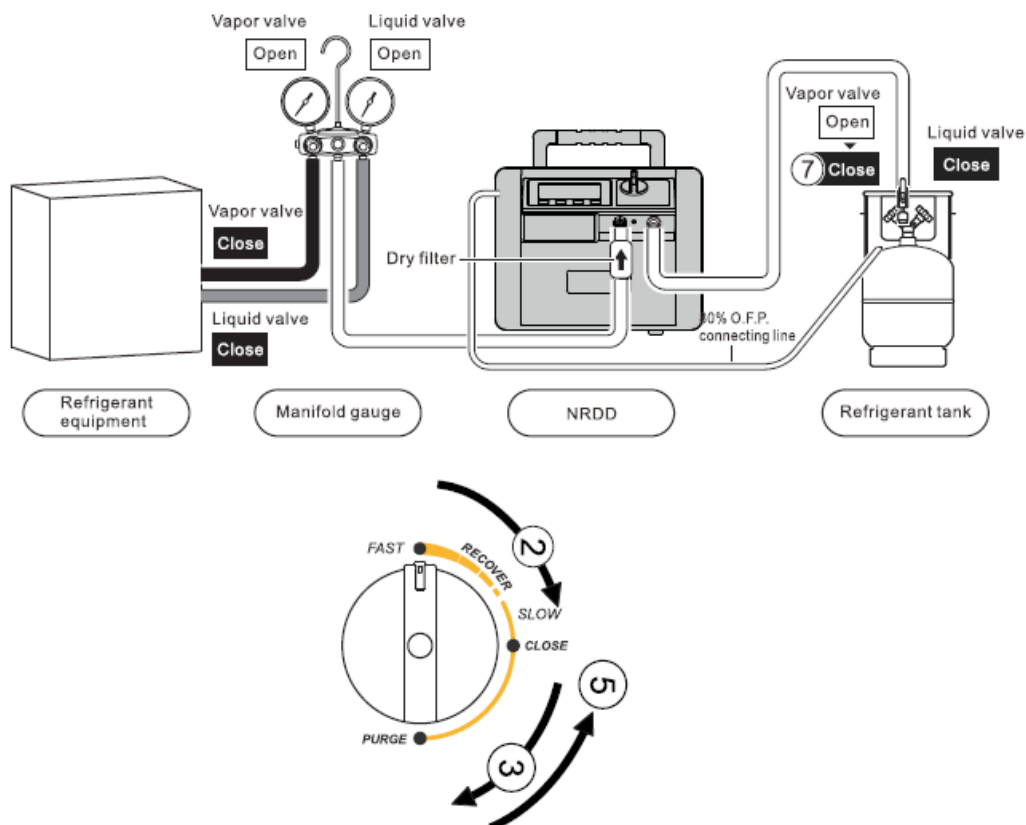 Vapor valve
Open
Liquid valve
Open
Vapor valve
Open
7 Close
Liquid valve
Close
Vapor valve
Close
Dry filter
Liquid valve
Close
O.F.P.
connecting line
Refrigerant
equipment
Manifold gauge
NRDD
Refrigerant tank
FAST
RECOVER
2
SLOW
CLOSE
5
PURGE
3